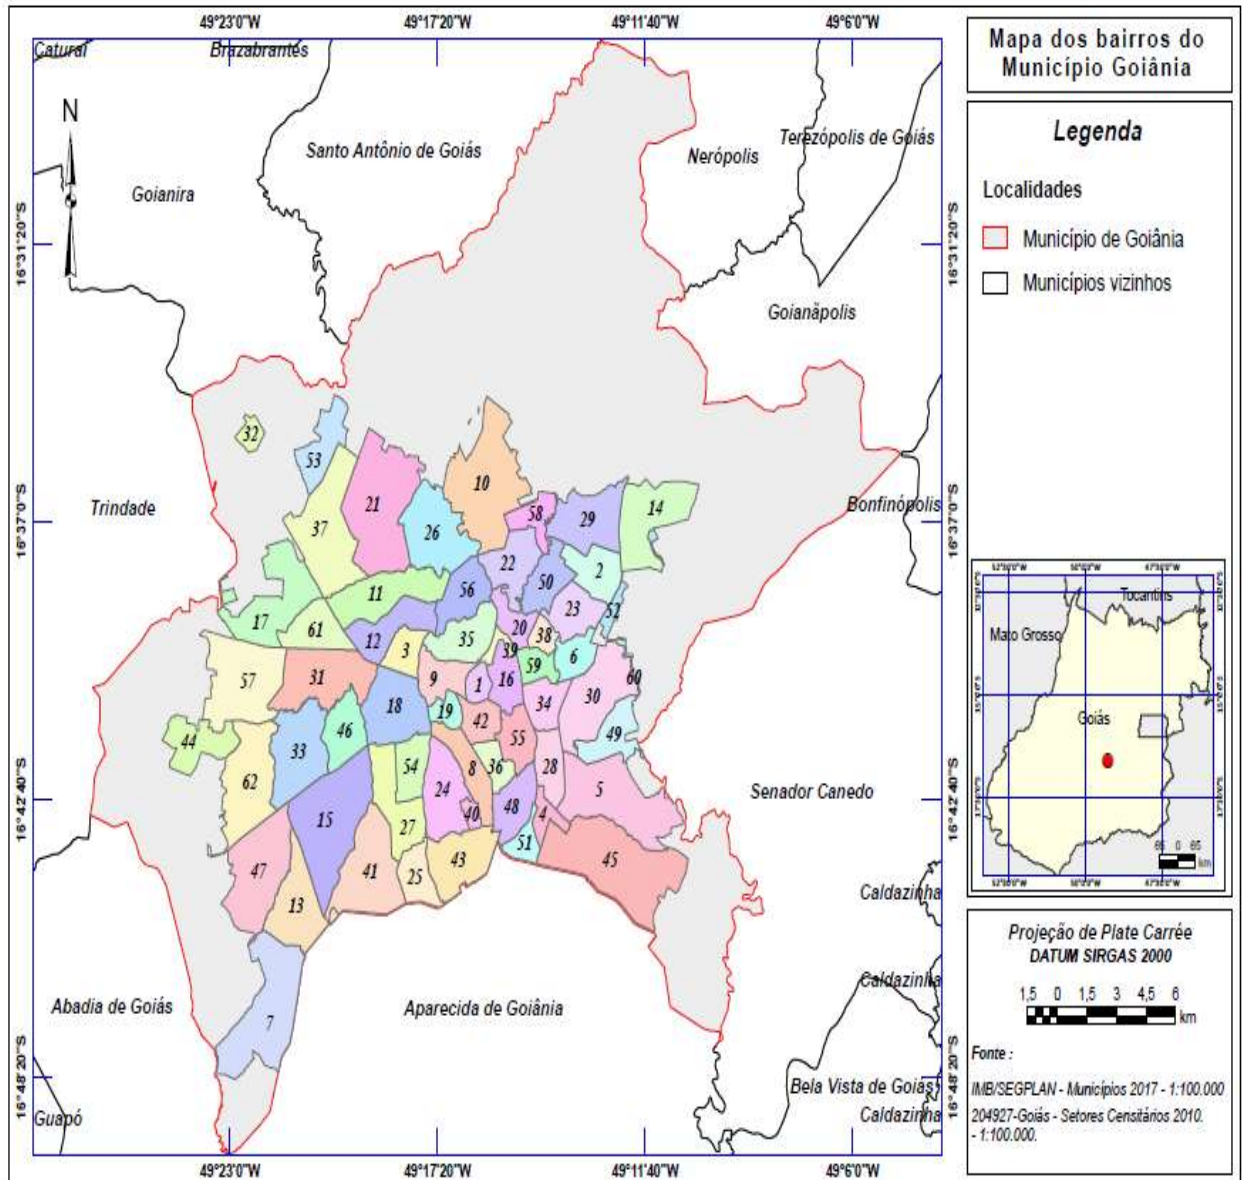 49°23'0"W 49°17'20"W 49°11'40"W 49°6'0"W
Mapa dos bairros do
Município Goiânia
Legenda
Localidades
Município de Goiânia
Municípios vizinhos
Caturaí
Brazabrantes
N
Santo Antônio de Goiás
Nerópolis
Terezópolis de Goiás
Goianira
16°31'20"S
16°31'20"S
Goianãpolis
32
53
21
10
Trindade
37
26
58
29
14
Bonfinópolis
16°37'0"S
16°37'0"S
22
50
2
11
56
23
52
17
61
12
3
35
20
38
39
59
6
57
31
9
1
16
30
60
18
19
42
34
44
33
46
55
49
62
54
8
36
28
24
5
Senador Canedo
16°42'40"S
16°42'40"S
15
27
40
48
4
51
47
41
25
43
45
13
Caldazinha
Abadia de Goiás
Aparecida de Goiânia
Caldazinha
7
16°48'20"S
16°48'20"S
Bela Vista de Goiás
Guapó
Caldazinha
49°23'0"W 49°17'20"W 49°11'40"W 49°6'0"W
Tocantins
Mato Grosso
Goiás
65 0 65
km
Projeção de Plate Carrée
DATUM SIRGAS 2000
1,5 0 1,5 3 4,5 6
km
Fonte :
IMB/SEGPLAN - Municípios 2017 - 1:100.000
204927-Goiás - Setores Censitários 2010.
- 1:100.000.